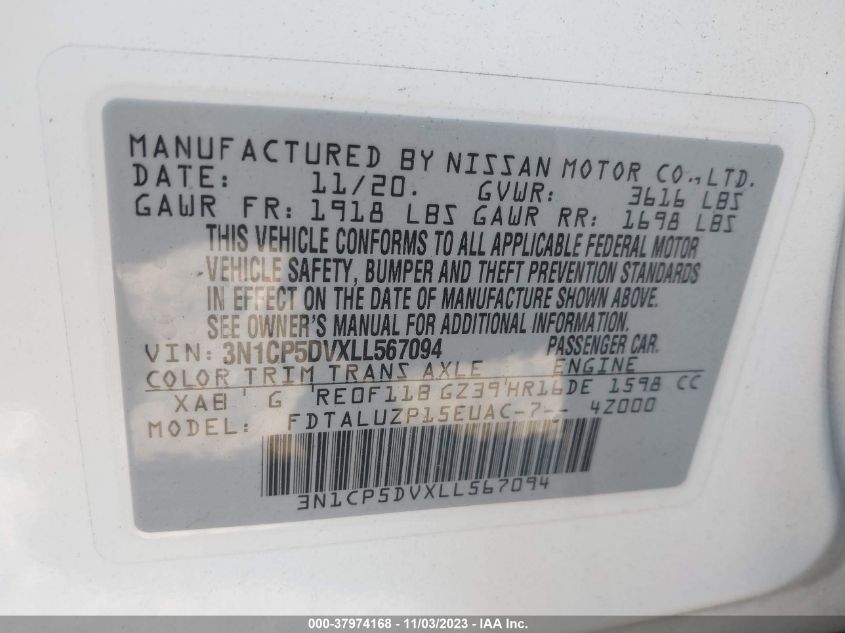 MANUFACTURED BY NISSAN MOTOR CO., LTD.
DATE: 11/20. GVWR: 3616 LBS
GAWR FR: 1918 LBS GAWR RR: 1698 LBS
THIS VEHICLE CONFORMS TO ALL APPLICABLE FEDERAL MOTOR
VEHICLE SAFETY, BUMPER AND THEFT PREVENTION STANDARDS
IN EFFECT ON THE DATE OF MANUFACTURE SHOWN ABOVE.
SEE OWNER'S MANUAL FOR ADDITIONAL INFORMATION.
VIN: 3N1CP5DVXLL567094 PASSENGER CAR.
COLOR TRIM TRANS AXLE ENGINE
XAB G RE0F11B GZ39 HR16DE 1598 CC
MODEL: FDTALUZP15EUAC-7-- 4Z000
3N1CP5DVXLL567094
000-37974168 - 11/03/2023 - IAA Inc.